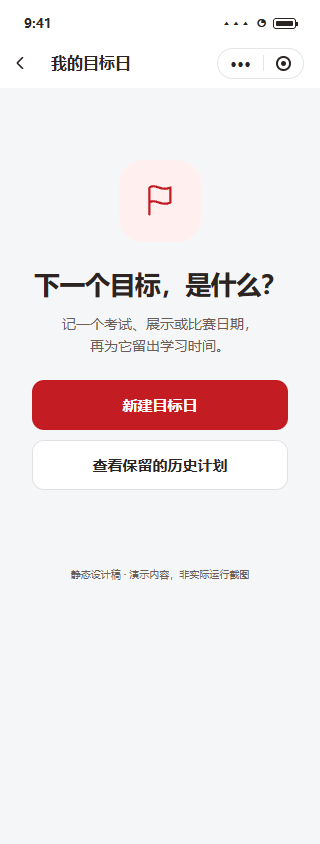 9:41
我的目标日
下一个目标，是什么？
记一个考试、展示或比赛日期，
再为它留出学习时间。
新建目标日
查看保留的历史计划
静态设计稿 · 演示内容，非实际运行截图